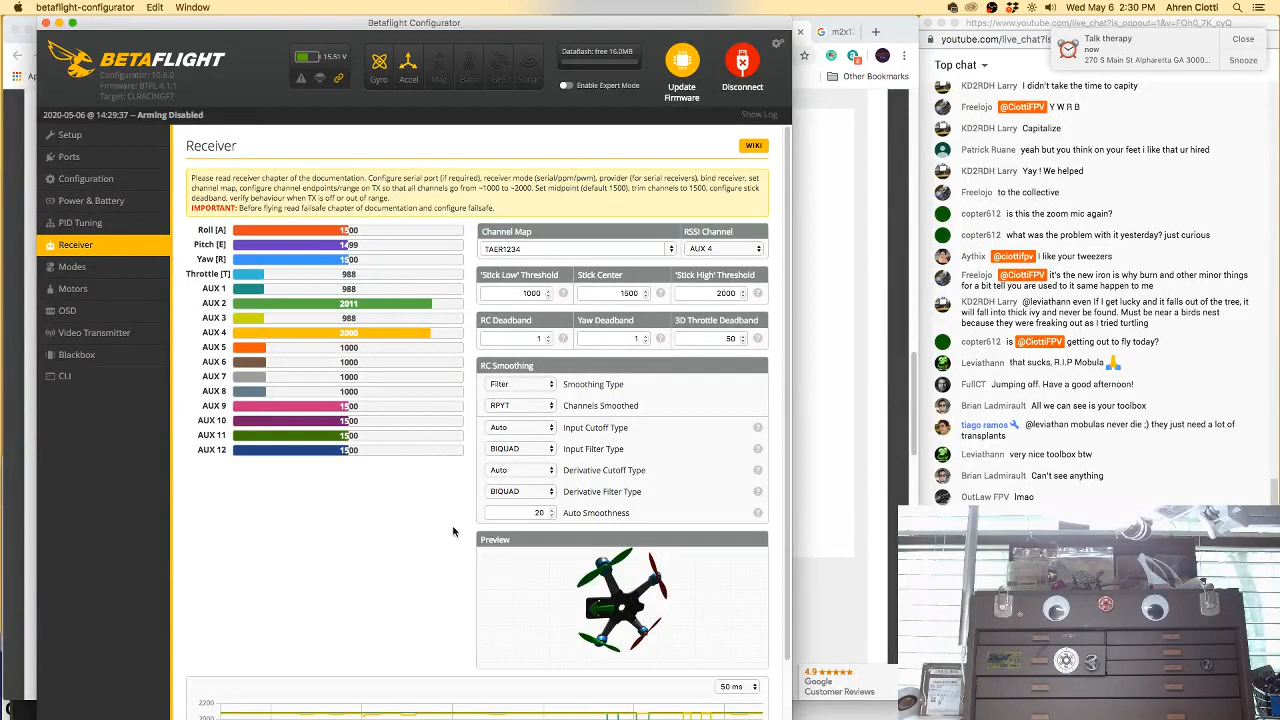 betaflight-configurator Edit Window
Wed May 6 2:30 PM Ahren Ciotti
Betaflight Configurator
BETAFLIGHT
Configurator: 10.6.0
Firmware: BTFL 4.1.1
Target: CLRACINGF7
15.51 V
Gyro Accel Mag Baro GPS Sonar
Dataflash: free 16.0MB
Enable Expert Mode
Update Firmware
Disconnect
2020-05-06 @ 14:29:37 -- Arming Disabled
Show Log
Setup
Ports
Configuration
Power & Battery
PID Tuning
Receiver
Modes
Motors
OSD
Video Transmitter
Blackbox
CLI
Receiver
WIKI
Please read receiver chapter of the documentation. Configure serial port (if required), receiver mode (serial/ppm/pwm), provider (for serial receivers), bind receiver, set
channel map, configure channel endpoints/range on TX so that all channels go from ~1000 to ~2000. Set midpoint (default 1500), trim channels to 1500, configure stick
deadband, verify behaviour when TX is off or out of range.
IMPORTANT: Before flying read failsafe chapter of documentation and configure failsafe.
Roll [A] 1500
Pitch [E] 1499
Yaw [R] 1500
Throttle [T] 988
AUX 1 988
AUX 2 2011
AUX 3 988
AUX 4 2000
AUX 5 1000
AUX 6 1000
AUX 7 1000
AUX 8 1000
AUX 9 1500
AUX 10 1500
AUX 11 1500
AUX 12 1500
Channel Map RSSI Channel
TAER1234 AUX 4
'Stick Low' Threshold Stick Center 'Stick High' Threshold
1000 1500 2000
RC Deadband Yaw Deadband 3D Throttle Deadband
1 1 50
RC Smoothing
Filter Smoothing Type
RPYT Channels Smoothed
Auto Input Cutoff Type
BIQUAD Input Filter Type
Auto Derivative Cutoff Type
BIQUAD Derivative Filter Type
20 Auto Smoothness
Preview
50 ms
2200
2000
m2x1
Other Bookmarks
4.9
Google
Customer Reviews
https://www.youtube.com/live_chat?is_popout=1&v=FOh0_7K_cyQ
youtube.com/live_chat?is_p
Talk therapy
now
270 S Main St Alpharetta GA 3000...
Close
Snooze
Top chat
KD2RDH Larry I didn't take the time to capity
Freelojo @CiottiFPV Y W R B
KD2RDH Larry Capitalize
Patrick Ruane yeah but you think on your feet i like that ur hired
KD2RDH Larry Yay ! We helped
Freelojo to the collective
copter612 is this the zoom mic again?
copter612 what was the problem with it yesterday? just curious
Aythix @ciottifpv I like your tweezers
Freelojo @CiottiFPV it's the new iron is why burn and other minor things
for a bit tell you are used to it same happen to me
KD2RDH Larry @leviathann even If I get lucky and it falls out of the tree, it
will fall into thick ivy and never be found. Must be near a birds nest
because they were freaking out as I tried turtling
copter612 is @CiottiFPV getting out to fly today?
Leviathann that sucks, R.I.P Mobula 🙏
FullCT Jumping off. Have a good afternoon!
Brian Ladmirault All we can see is your toolbox
tiago ramos @leviathan mobulas never die ;) they just need a lot of
transplants
Leviathann very nice toolbox btw
Brian Ladmirault Can't see anything
OutLaw FPV lmao